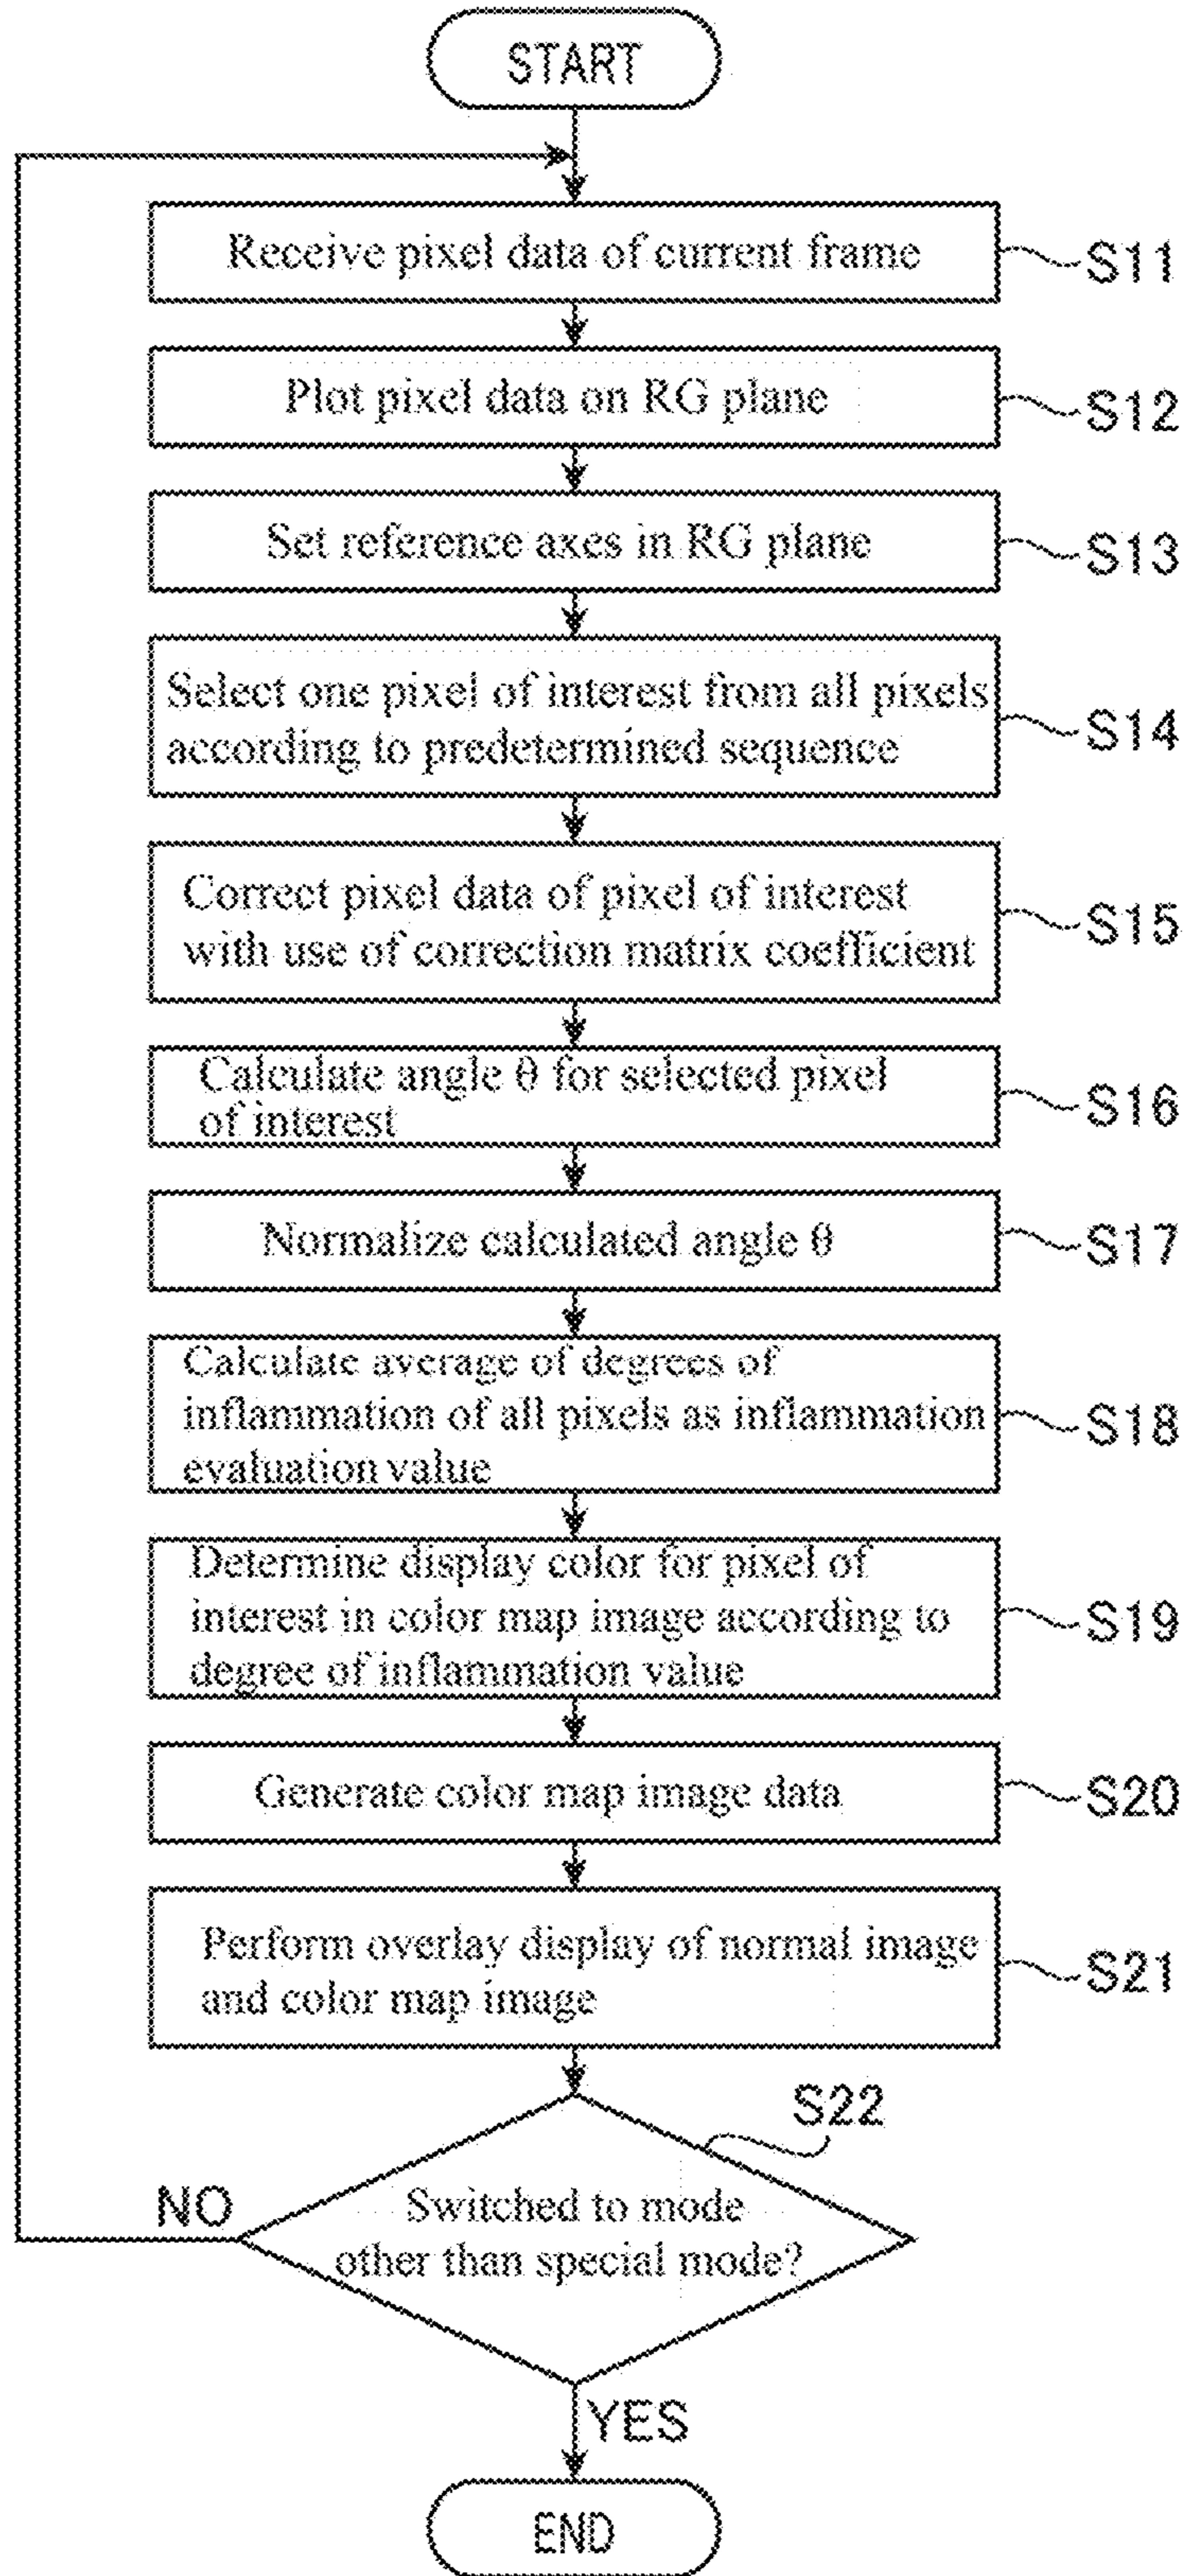 START
Receive pixel data of current frame
S11
Plot pixel data on RG plane
S12
Set reference axes in RG plane
S13
Select one pixel of interest from all pixels
according to predetermined sequence
S14
Correct pixel data of pixel of interest
with use of correction matrix coefficient
S15
Calculate angle θ for selected pixel
of interest
S16
Normalize calculated angle θ
S17
Calculate average of degrees of
inflammation of all pixels as inflammation
evaluation value
S18
Determine display color for pixel of
interest in color map image according to
degree of inflammation value
S19
Generate color map image data
S20
Perform overlay display of normal image
and color map image
S21
S22
NO
Switched to mode
other than special mode?
YES
END